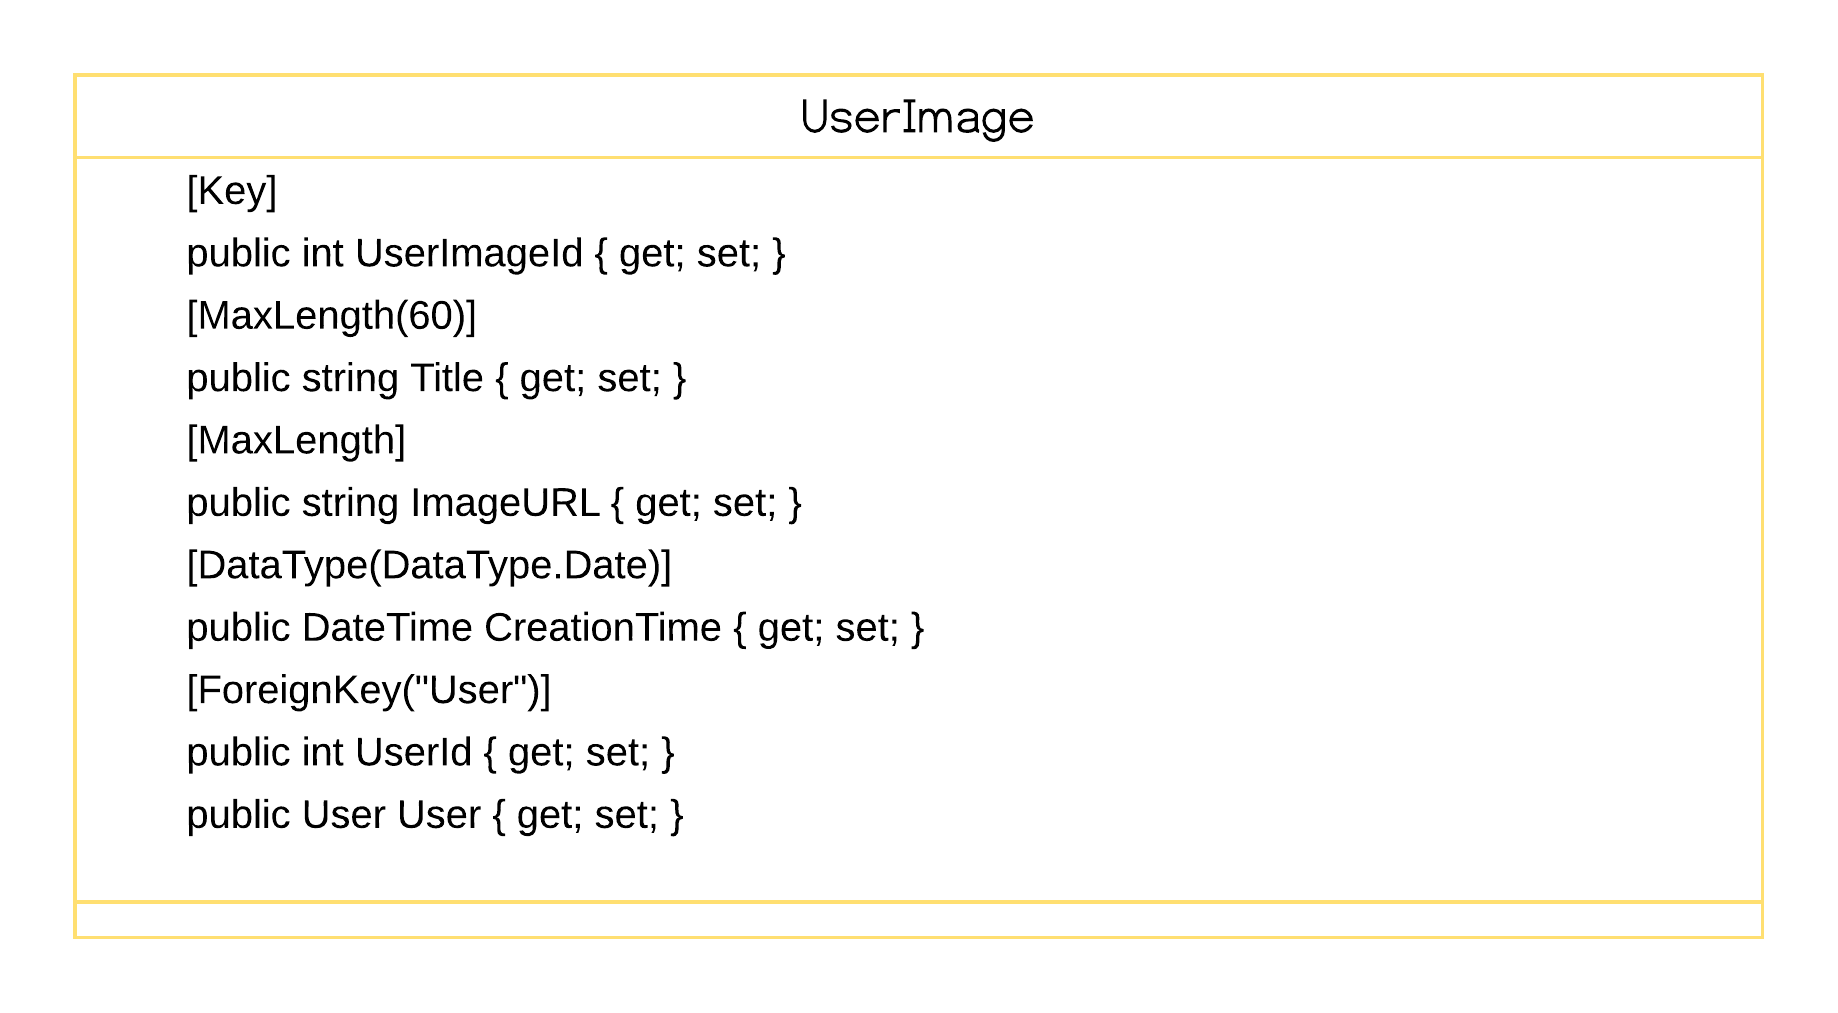 UserImage
[Key]
public int UserImageId { get; set; }
[MaxLength(60)]
public string Title { get; set; }
[MaxLength]
public string ImageURL { get; set; }
[DataType(DataType.Date)]
public DateTime CreationTime { get; set; }
[ForeignKey("User")]
public int UserId { get; set; }
public User User { get; set; }